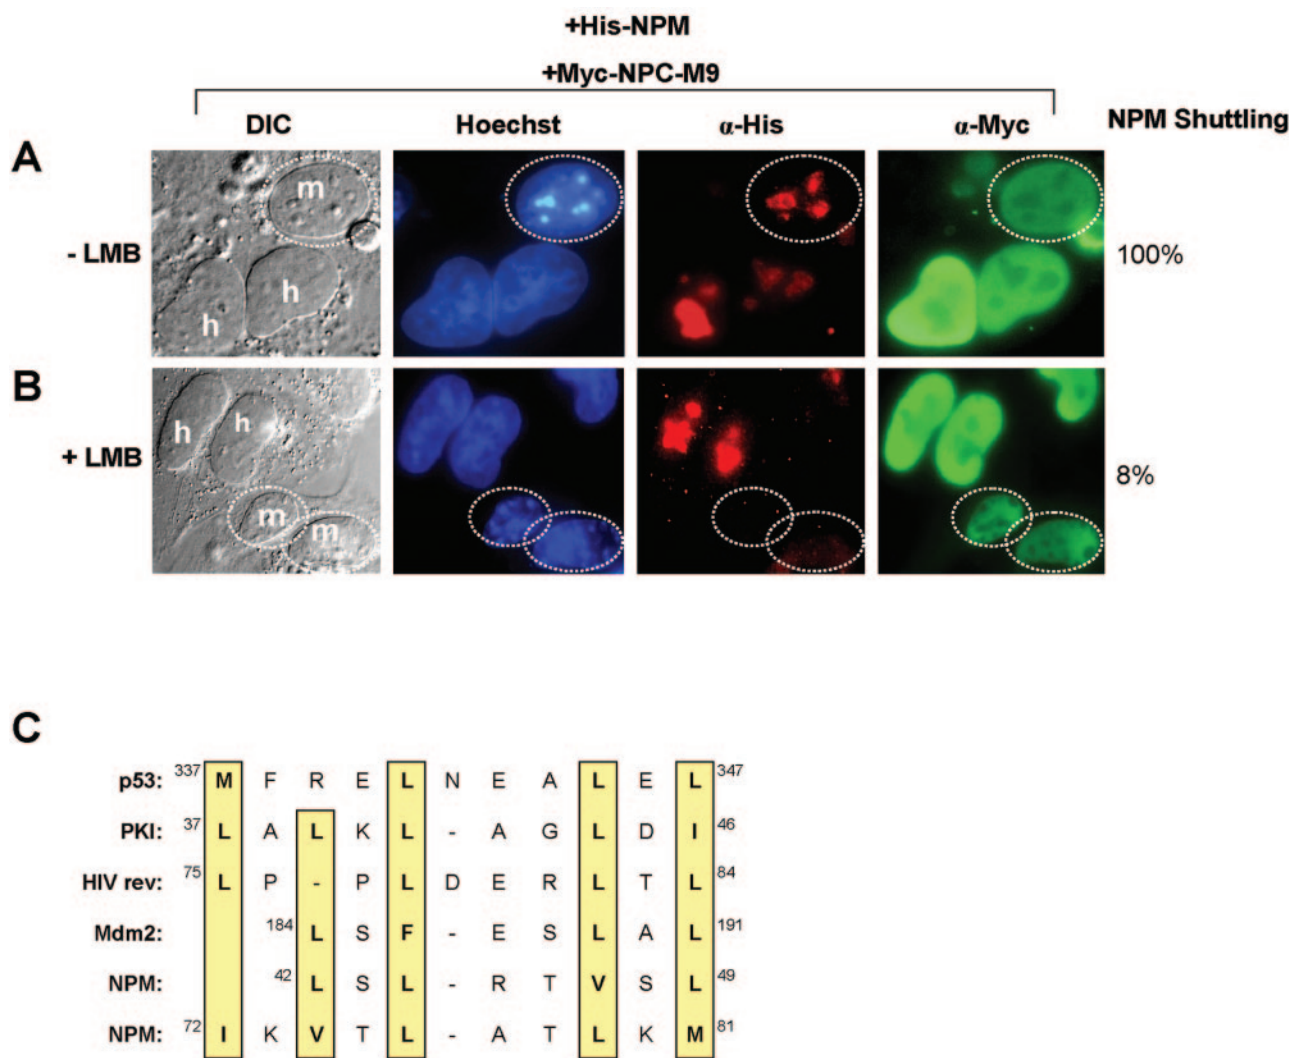 +His-NPM
+Myc-NPC-M9
DIC Hoechst α-His α-Myc NPM Shuttling
A
m
h
h
- LMB
100%
B
h
h
m
m
+ LMB
8%
C
p53: 337 M F R E L N E A L E L 347
PKI: 37 L A L K L - A G L D I 46
HIV rev: 75 L P - P L D E R L T L 84
Mdm2: 184 L S F - E S L A L 191
NPM: 42 L S L - R T V S L 49
NPM: 72 I K V T L - A T L K M 81